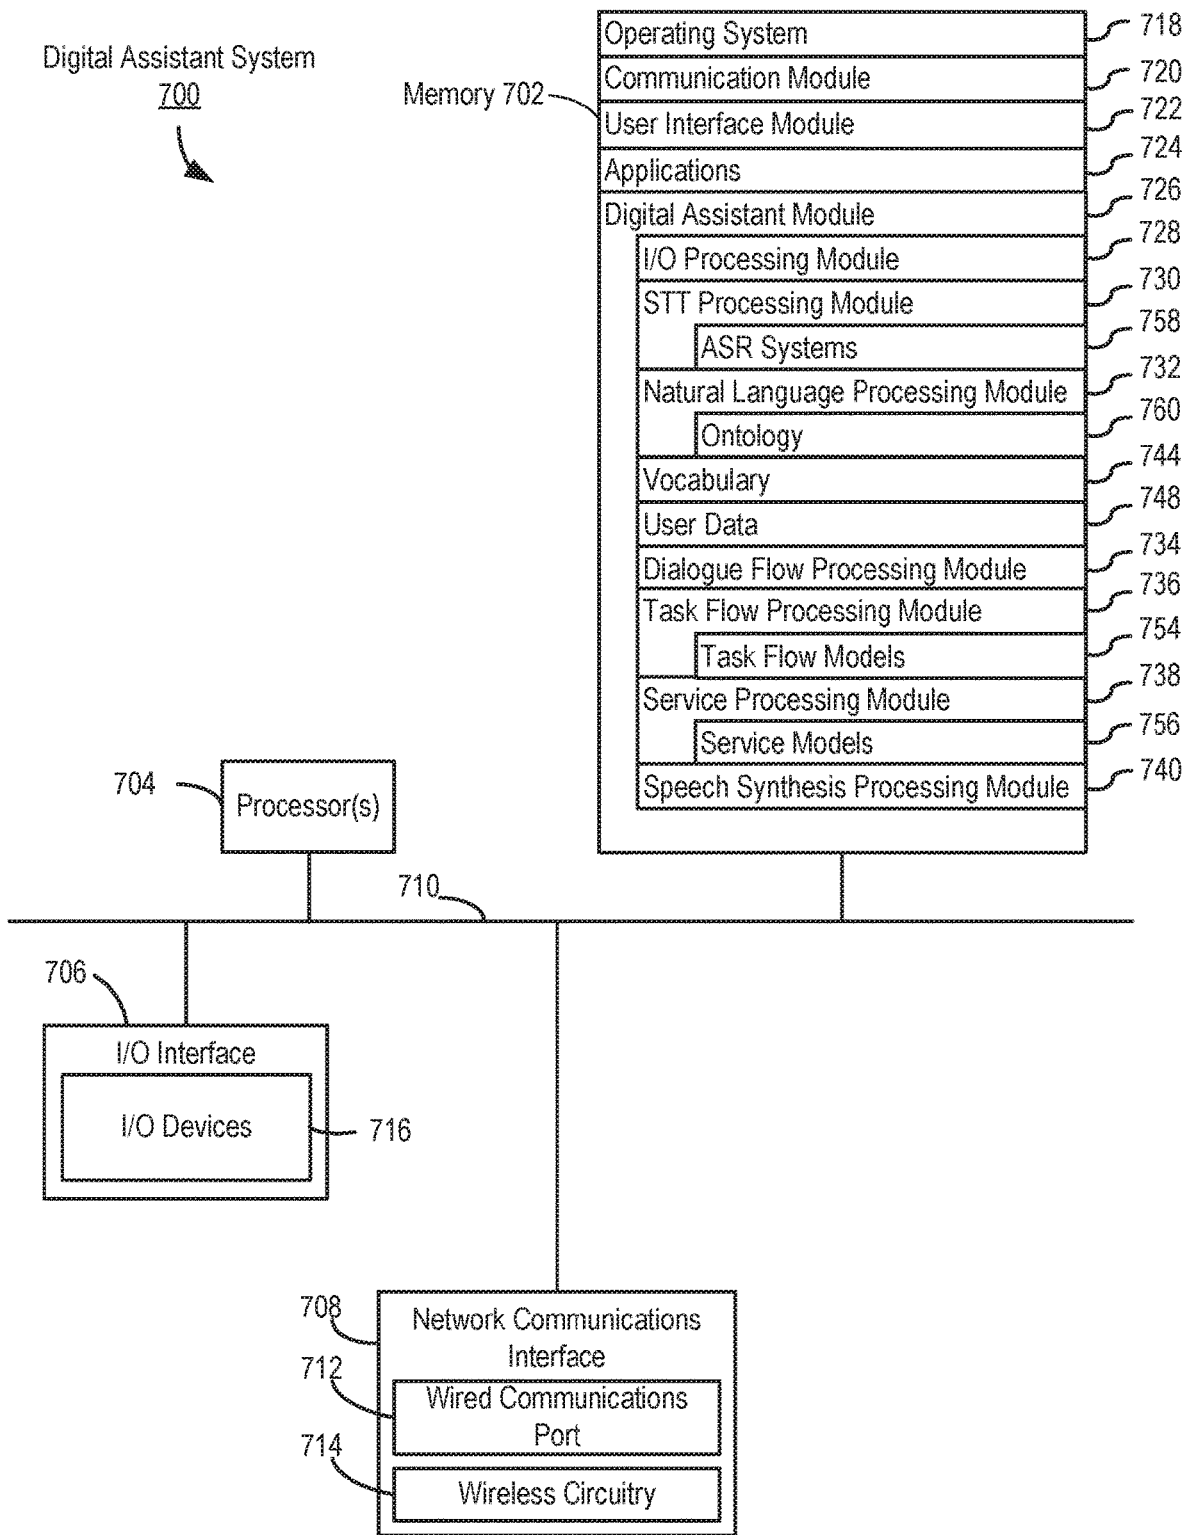 Digital Assistant System
700
Memory 702
Operating System
718
Communication Module
720
User Interface Module
722
Applications
724
Digital Assistant Module
726
I/O Processing Module
728
STT Processing Module
730
ASR Systems
758
Natural Language Processing Module
732
Ontology
760
Vocabulary
744
User Data
748
Dialogue Flow Processing Module
734
Task Flow Processing Module
736
Task Flow Models
754
Service Processing Module
738
Service Models
756
Speech Synthesis Processing Module
740
704
Processor(s)
710
706
I/O Interface
I/O Devices
716
708
Network Communications
Interface
712
Wired Communications
Port
714
Wireless Circuitry